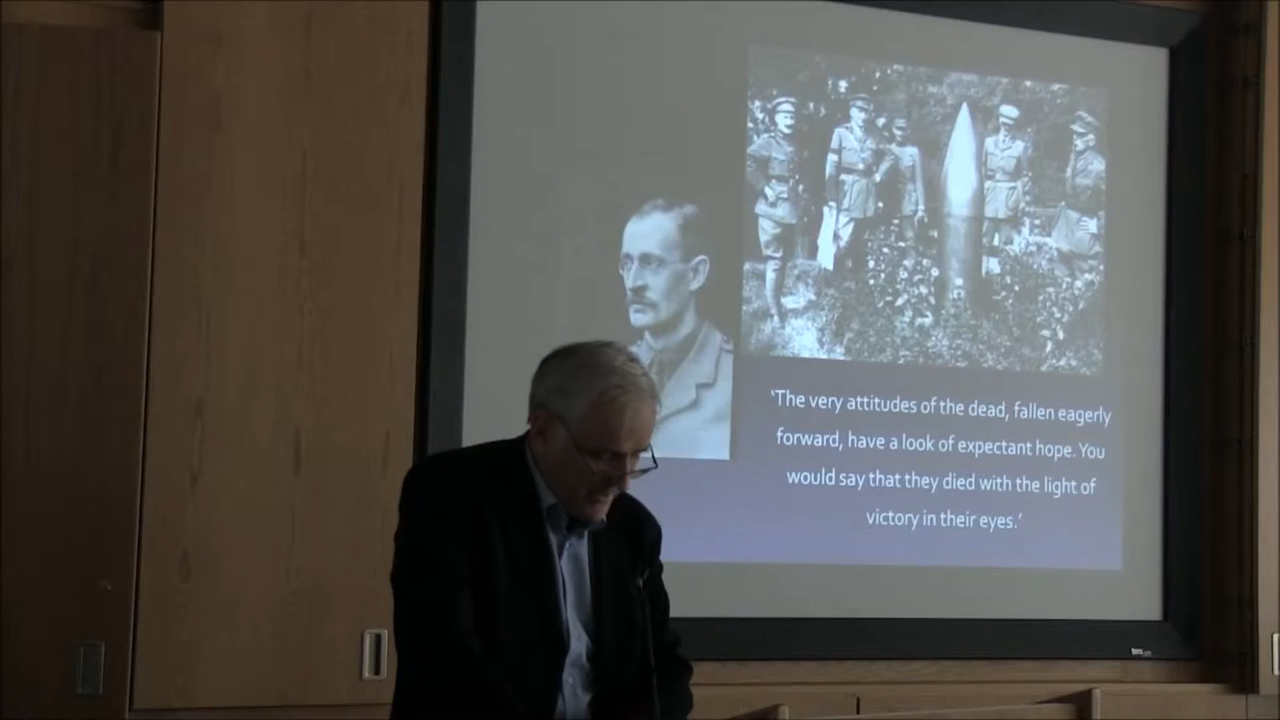 ‘The very attitudes of the dead, fallen eagerly
forward, have a look of expectant hope. You
would say that they died with the light of
victory in their eyes.’